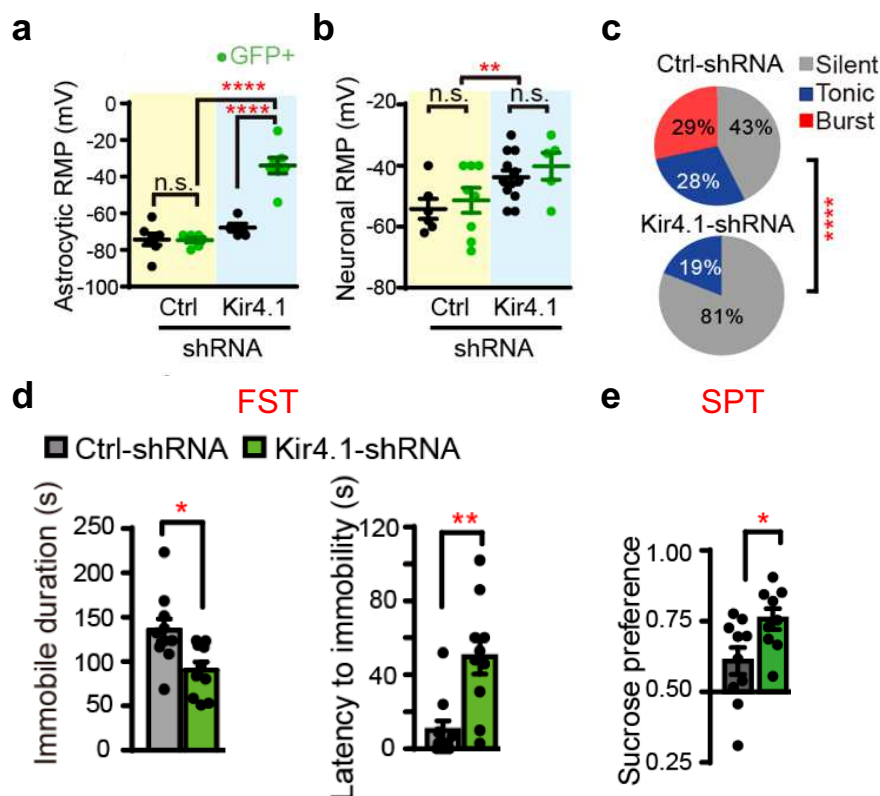 a
GFP+
Astrocytic RMP (mV)
0
-20
-40
-60
-80
-100
n.s.
****
****
Ctrl
Kir4.1
shRNA
b
Neuronal RMP (mV)
-20
-40
-60
-80
n.s.
**
n.s.
Ctrl
Kir4.1
shRNA
c
Ctrl-shRNA
Silent
Tonic
Burst
29%
43%
28%
Kir4.1-shRNA
19%
81%
****
d
FST
Ctrl-shRNA
Kir4.1-shRNA
Immobile duration (s)
250
200
150
100
50
0
*
Latency to immobility (s)
120
80
40
0
**
e
SPT
Sucrose preference
1.00
0.75
0.50
0.25
*